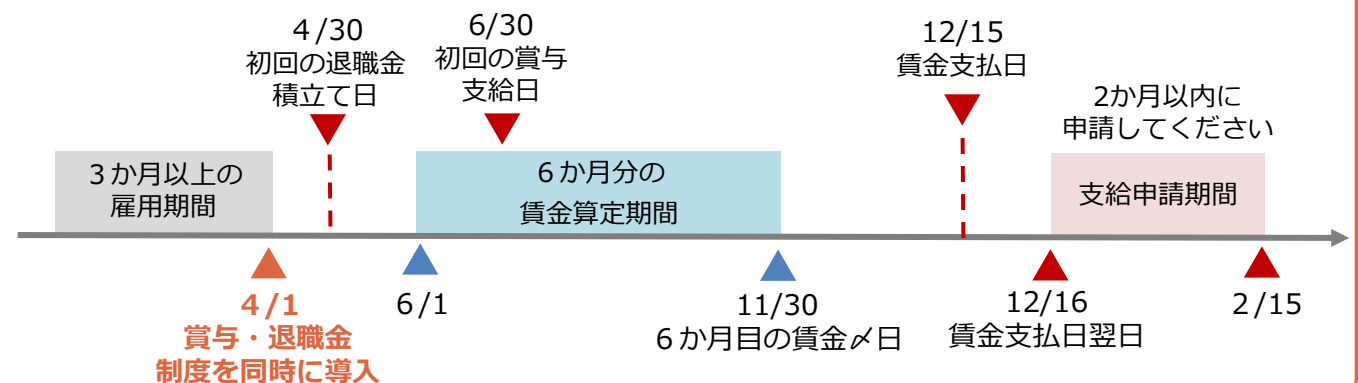 4/30
初回の退職金
積立て日
6/30
初回の賞与
支給日
12/15
賃金支払日
2か月以内に
申請してください
３か月以上の
雇用期間
６か月分の
賃金算定期間
支給申請期間
４/１
賞与・退職金
制度を同時に導入
６/1
11/30
６か月目の賃金〆日
12/16
賃金支払日翌日
2/15